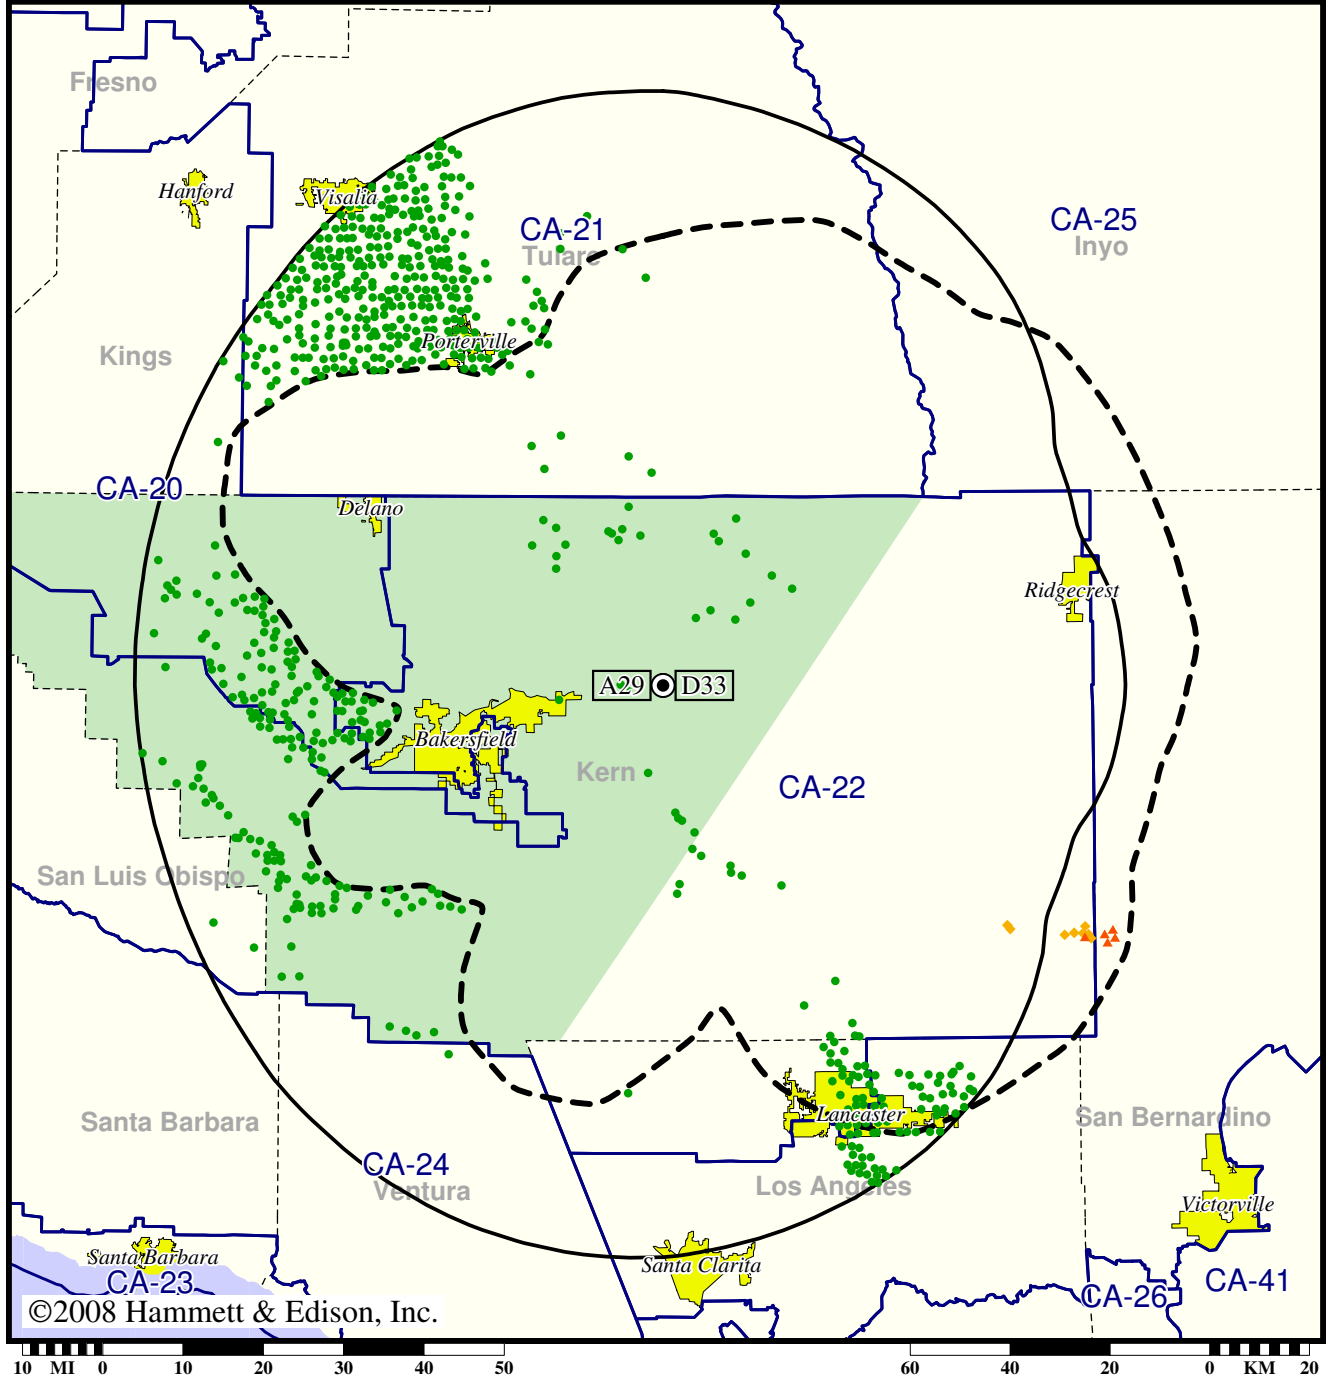 Fresno
Hanford
Visalia
CA-21
Tulare
CA-25
Inyo
Kings
Porterville
CA-20
Delano
Ridgecrest
A29 D33
Bakersfield
Kern
CA-22
San Luis Obispo
Santa Barbara
CA-24
Ventura
Lancaster
Los Angeles
San Bernardino
Victorville
Santa Barbara
CA-23
Santa Clarita
CA-26
CA-41
©2008 Hammett & Edison, Inc.
10 MI 0 10 20 30 40 50
60 40 20 0 KM 20